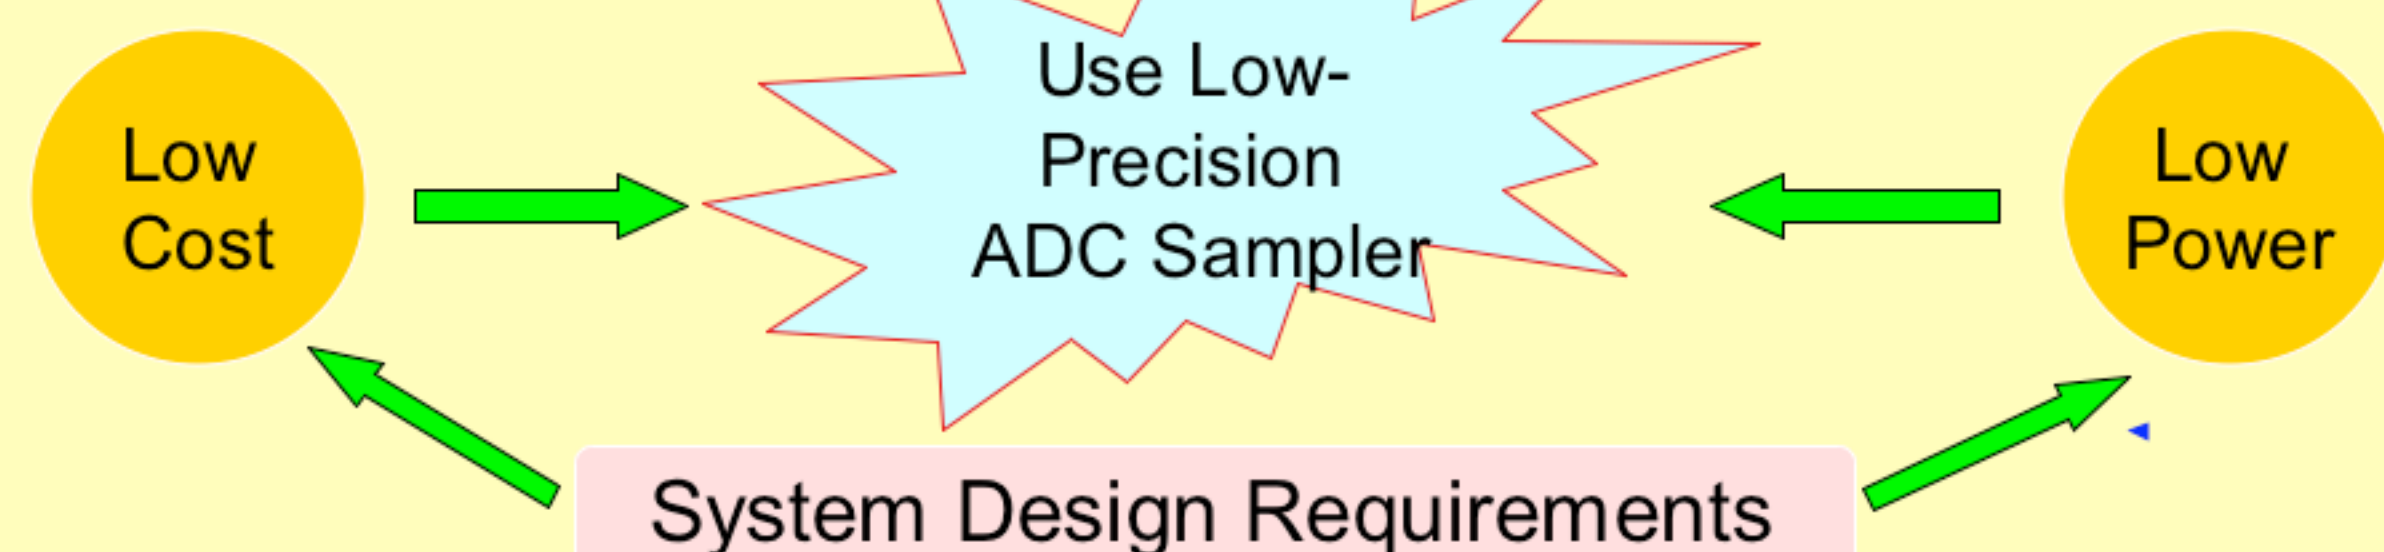 Low
Cost
Use Low-
Precision
ADC Sampler
Low
Power
System Design Requirements